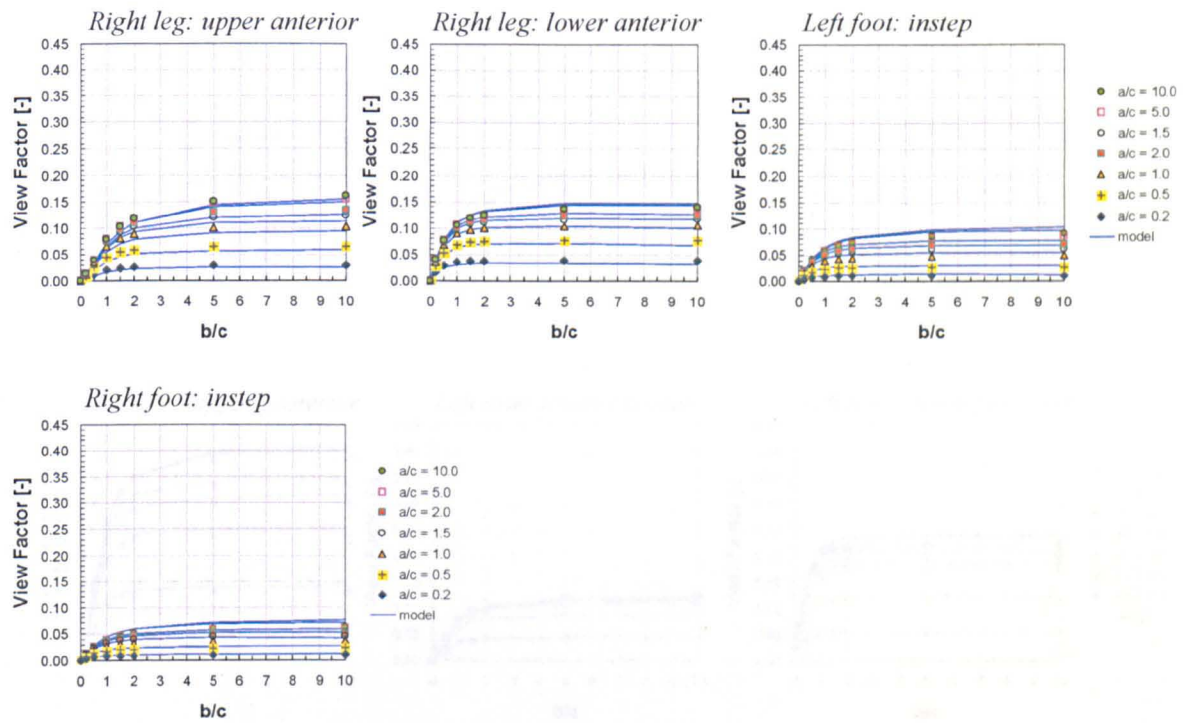 Right leg: upper anterior
Right leg: lower anterior
Left foot: instep
View Factor [-]
0.45
0.40
0.35
0.30
0.25
0.20
0.15
0.10
0.05
0.00
0 1 2 3 4 5 6 7 8 9 10
b/c
View Factor [-]
0.45
0.40
0.35
0.30
0.25
0.20
0.15
0.10
0.05
0.00
0 1 2 3 4 5 6 7 8 9 10
b/c
View Factor [-]
0.45
0.40
0.35
0.30
0.25
0.20
0.15
0.10
0.05
0.00
0 1 2 3 4 5 6 7 8 9 10
b/c
a/c = 10.0
a/c = 5.0
a/c = 1.5
a/c = 2.0
a/c = 1.0
a/c = 0.5
a/c = 0.2
model
Right foot: instep
View Factor [-]
0.45
0.40
0.35
0.30
0.25
0.20
0.15
0.10
0.05
0.00
0 1 2 3 4 5 6 7 8 9 10
b/c
a/c = 10.0
a/c = 5.0
a/c = 2.0
a/c = 1.5
a/c = 1.0
a/c = 0.5
a/c = 0.2
model